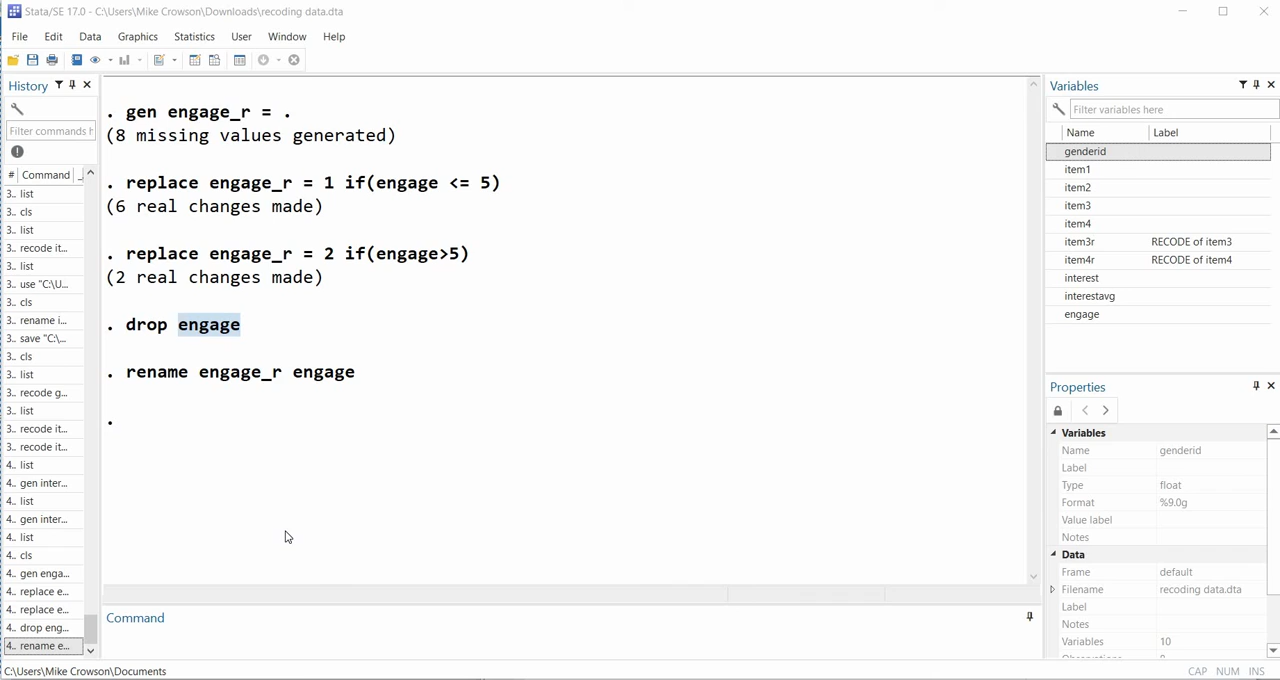 Stata/SE 17.0 - C:\Users\Mike Crowson\Downloads\recoding data.dta
File Edit Data Graphics Statistics User Window Help
History
Filter commands h
# Command
3.. list
3.. cls
3.. list
3.. recode it...
3.. list
3.. use "C:\U...
3.. cls
3.. rename i...
3.. save "C:\...
3.. cls
3.. list
3.. recode g...
3.. list
3.. recode it...
3.. recode it...
4.. list
4.. gen inter...
4.. list
4.. gen inter...
4.. list
4.. cls
4.. gen enga...
4.. replace e...
4.. replace e...
4.. drop eng...
4.. rename e...
. gen engage_r = .
(8 missing values generated)
. replace engage_r = 1 if(engage <= 5)
(6 real changes made)
. replace engage_r = 2 if(engage>5)
(2 real changes made)
. drop engage
. rename engage_r engage
.
Command
Variables
Filter variables here
Name Label
genderid
item1
item2
item3
item4
item3r RECODE of item3
item4r RECODE of item4
interest
interestavg
engage
Properties
Variables
Name genderid
Label
Type float
Format %9.0g
Value label
Notes
Data
Frame default
Filename recoding data.dta
Label
Notes
Variables 10
C:\Users\Mike Crowson\Documents
CAP NUM INS